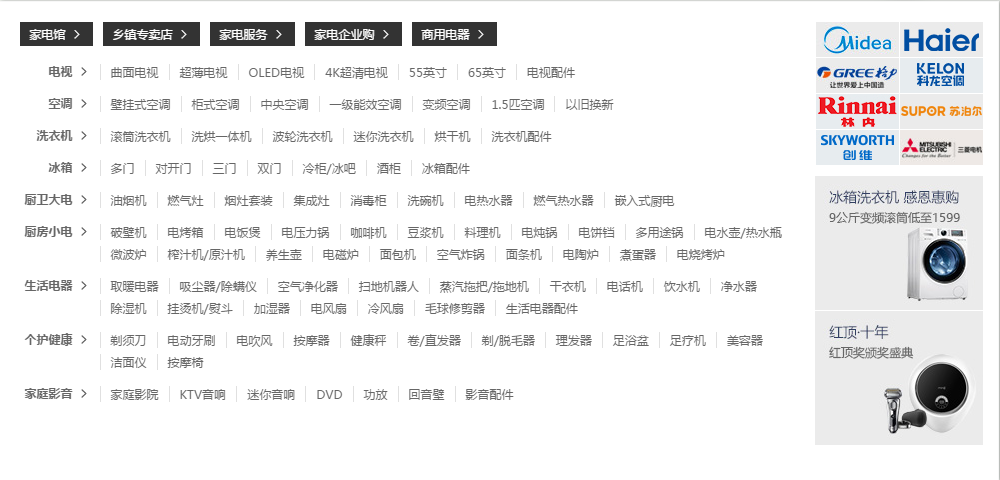 家电馆 > 乡镇专卖店 > 家电服务 > 家电企业购 > 商用电器 >
电视 > 曲面电视 超薄电视 OLED电视 4K超清电视 55英寸 65英寸 电视配件
空调 > 壁挂式空调 柜式空调 中央空调 一级能效空调 变频空调 1.5匹空调 以旧换新
洗衣机 > 滚筒洗衣机 洗烘一体机 波轮洗衣机 迷你洗衣机 烘干机 洗衣机配件
冰箱 > 多门 对开门 三门 双门 冷柜/冰吧 酒柜 冰箱配件
厨卫大电 > 油烟机 燃气灶 烟灶套装 集成灶 消毒柜 洗碗机 电热水器 燃气热水器 嵌入式厨电
厨房小电 > 破壁机 电烤箱 电饭煲 电压力锅 咖啡机 豆浆机 料理机 电炖锅 电饼铛 多用途锅 电水壶/热水瓶
微波炉 榨汁机/原汁机 养生壶 电磁炉 面包机 空气炸锅 面条机 电陶炉 煮蛋器 电烧烤炉
生活电器 > 取暖电器 吸尘器/除螨仪 空气净化器 扫地机器人 蒸汽拖把/拖地机 干衣机 电话机 饮水机 净水器
除湿机 挂烫机/熨斗 加湿器 电风扇 冷风扇 毛球修剪器 生活电器配件
个护健康 > 剃须刀 电动牙刷 电吹风 按摩器 健康秤 卷/直发器 剃/脱毛器 理发器 足浴盆 足疗机 美容器
洁面仪 按摩椅
家庭影音 > 家庭影院 KTV音响 迷你音响 DVD 功放 回音壁 影音配件
Midea Haier
GREE格力 让世界爱上中国造
KELON 科龙空调
Rinnai 林内
SUPOR 苏泊尔
SKYWORTH 创维
MITSUBISHI ELECTRIC Changes for the Better 三菱电机
冰箱洗衣机 感恩惠购
9公斤变频滚筒低至1599
红顶·十年
红顶奖颁奖盛典